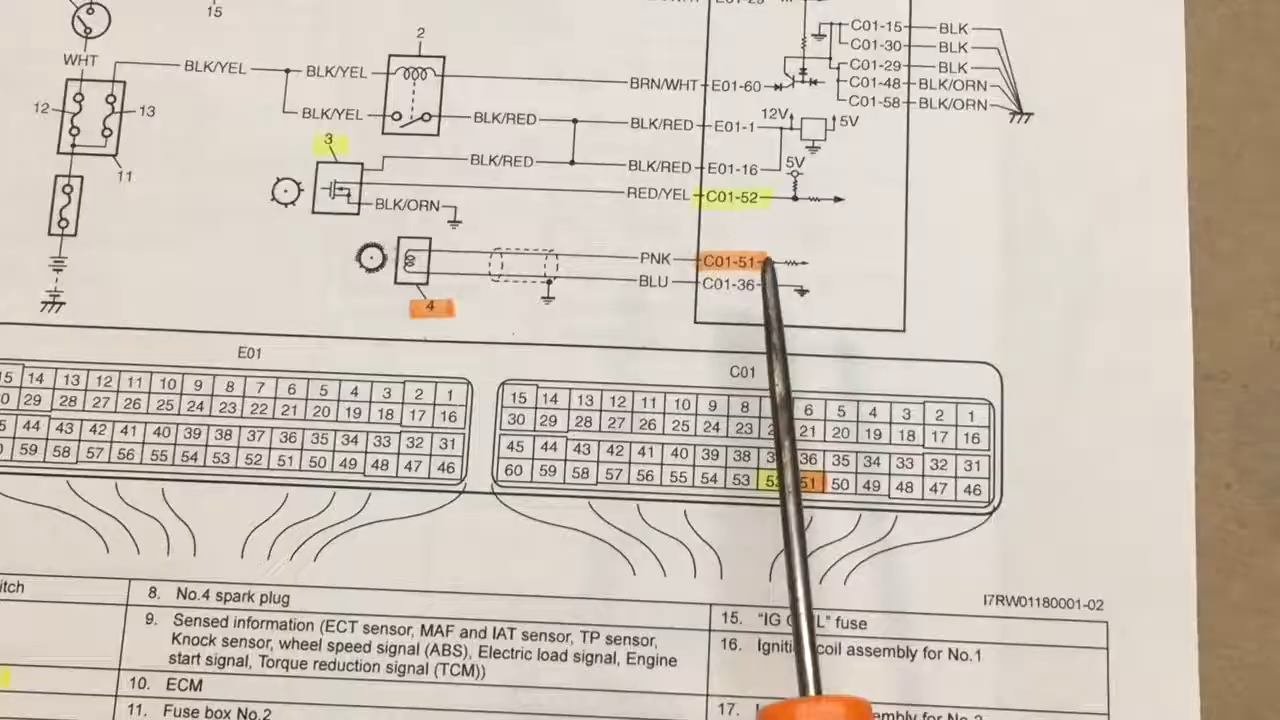 15
E01-29
2
C01-15 BLK
C01-30 BLK
C01-29 BLK
C01-48 BLK/ORN
C01-58 BLK/ORN
WHT
BLK/YEL
BLK/YEL
BRN/WHT E01-60
12
13
BLK/YEL
BLK/RED
BLK/RED E01-1
12V
5V
3
BLK/RED
BLK/RED E01-16
5V
11
RED/YEL C01-52
BLK/ORN
PNK C01-51
BLU C01-36
4
E01
C01
15 14 13 12 11 10 9 8 7 6 5 4 3 2 1
29 28 27 26 25 24 23 22 21 20 19 18 17 16
44 43 42 41 40 39 38 37 36 35 34 33 32 31
59 58 57 56 55 54 53 52 51 50 49 48 47 46
15 14 13 12 11 10 9 8 6 5 4 3 2 1
30 29 28 27 26 25 24 23 21 20 19 18 17 16
45 44 43 42 41 40 39 38 36 35 34 33 32 31
60 59 58 57 56 55 54 53 51 50 49 48 47 46
I7RW01180001-02
8. No.4 spark plug
9. Sensed information (ECT sensor, MAF and IAT sensor, TP sensor,
Knock sensor, wheel speed signal (ABS), Electric load signal, Engine
start signal, Torque reduction signal (TCM))
10. ECM
11. Fuse box No.2
15. "IG fuse
16. coil assembly for No.1
17.